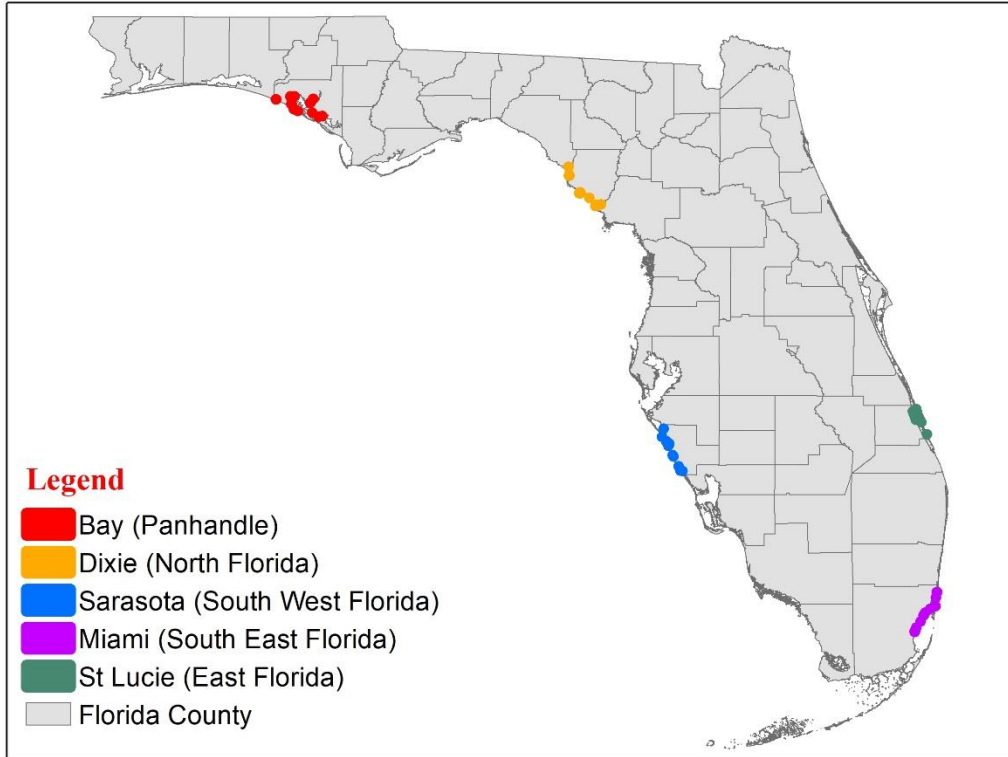 Legend
Bay (Panhandle)
Dixie (North Florida)
Sarasota (South West Florida)
Miami (South East Florida)
St Lucie (East Florida)
Florida County